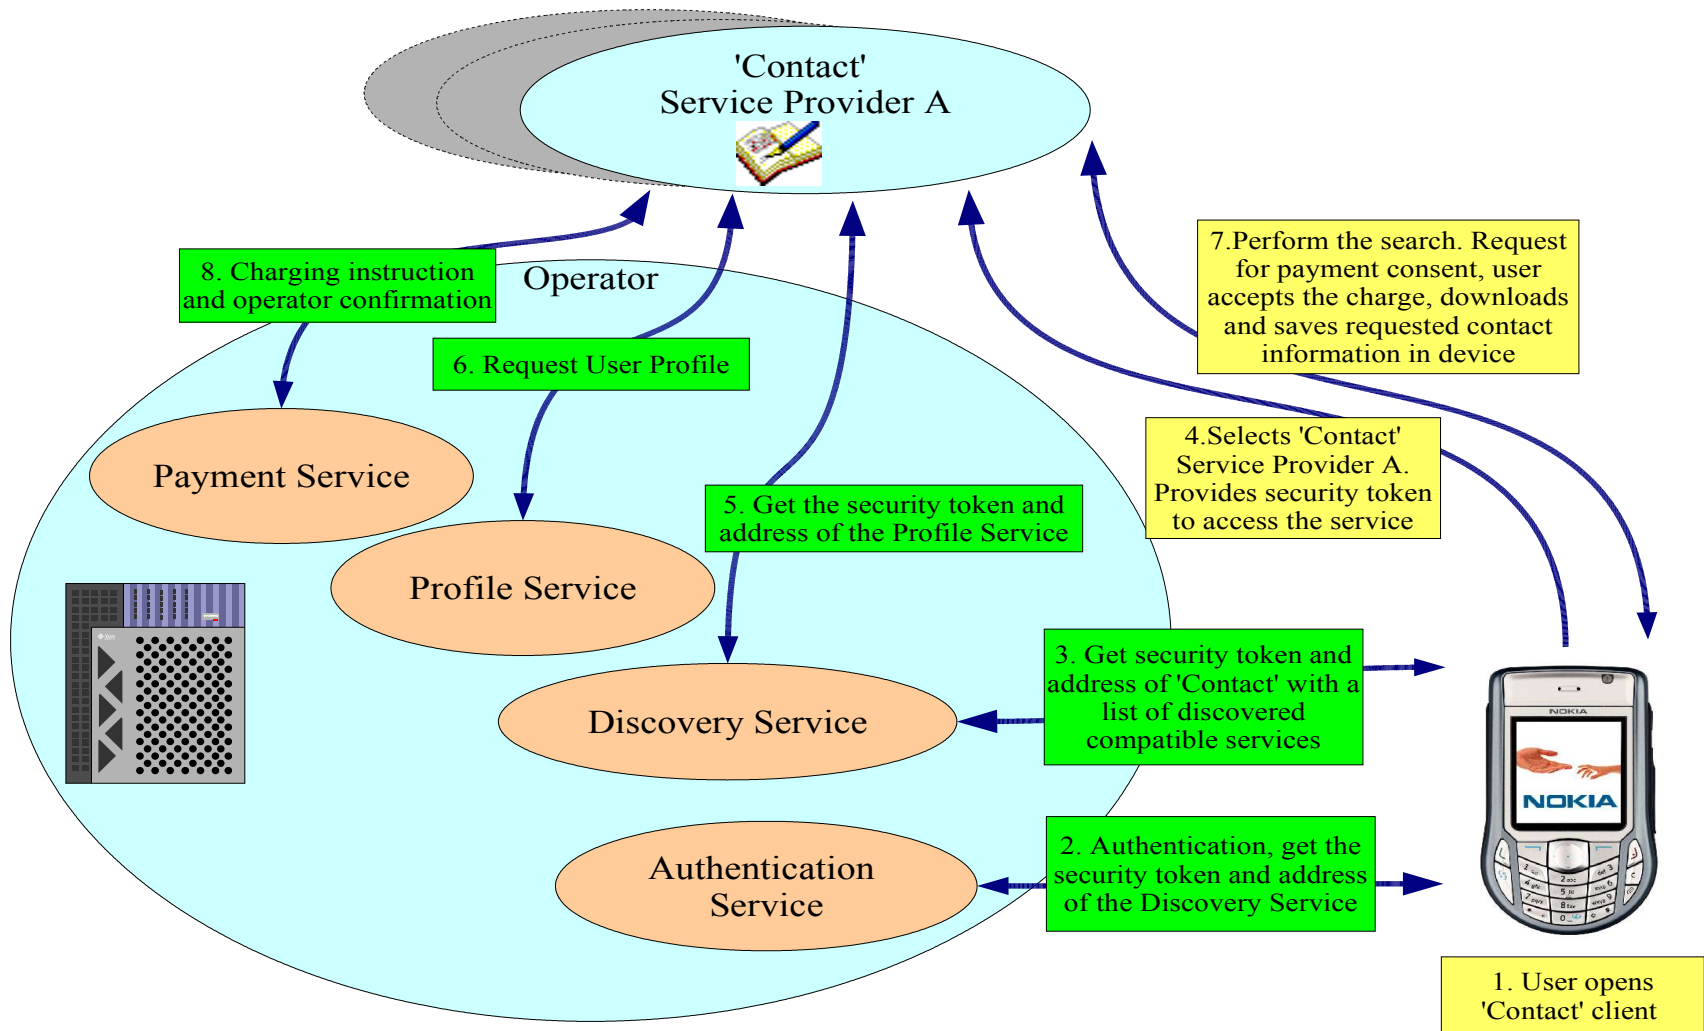 'Contact'
Service Provider A
8. Charging instruction
and operator confirmation
Operator
7.Perform the search. Request
for payment consent, user
accepts the charge, downloads
and saves requested contact
information in device
6. Request User Profile
Payment Service
4.Selects 'Contact'
Service Provider A.
Provides security token
to access the service
5. Get the security token and
address of the Profile Service
Profile Service
3. Get security token and
address of 'Contact' with a
list of discovered
compatible services
Discovery Service
NOKIA
NOKIA
2. Authentication, get the
security token and address
of the Discovery Service
Authentication
Service
1. User opens
'Contact' client